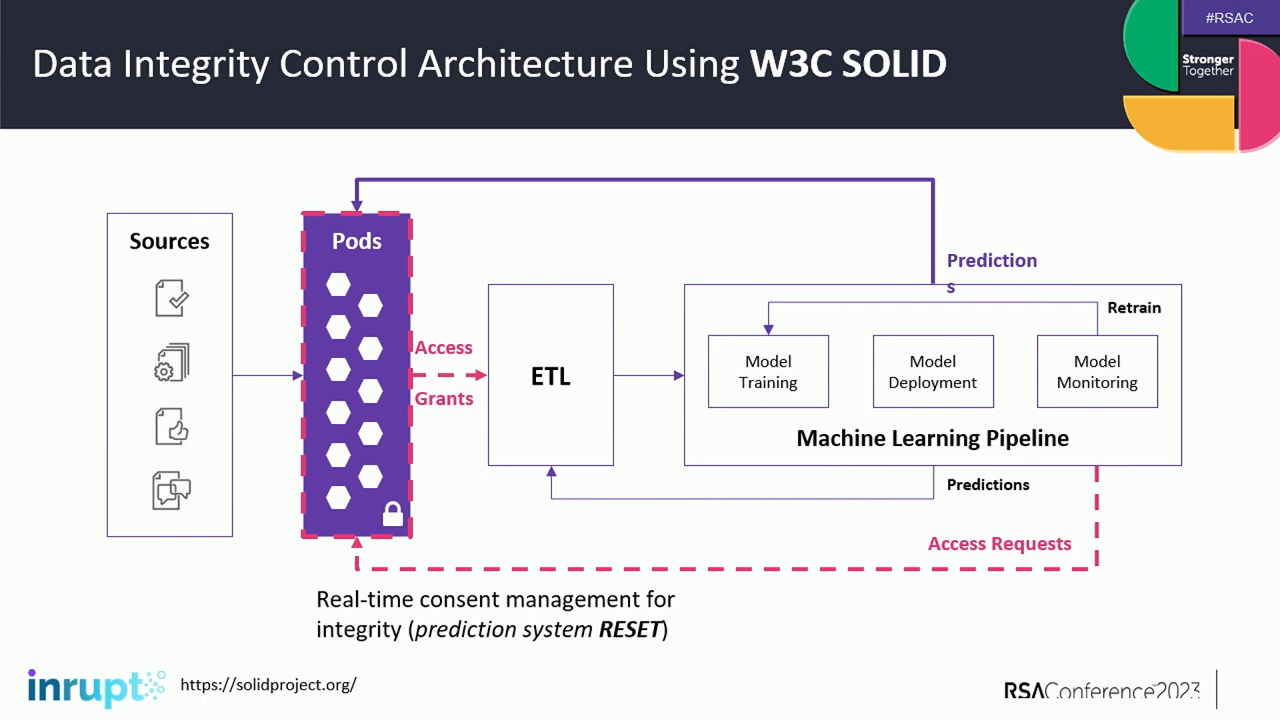 Data Integrity Control Architecture Using W3C SOLID
#RSAC
Stronger
Together
Sources
Pods
Access
Grants
ETL
Prediction
s
Retrain
Model
Training
Model
Deployment
Model
Monitoring
Machine Learning Pipeline
Predictions
Access Requests
Real-time consent management for
integrity (prediction system RESET)
inrupt
https://solidproject.org/
RSAConference™2023